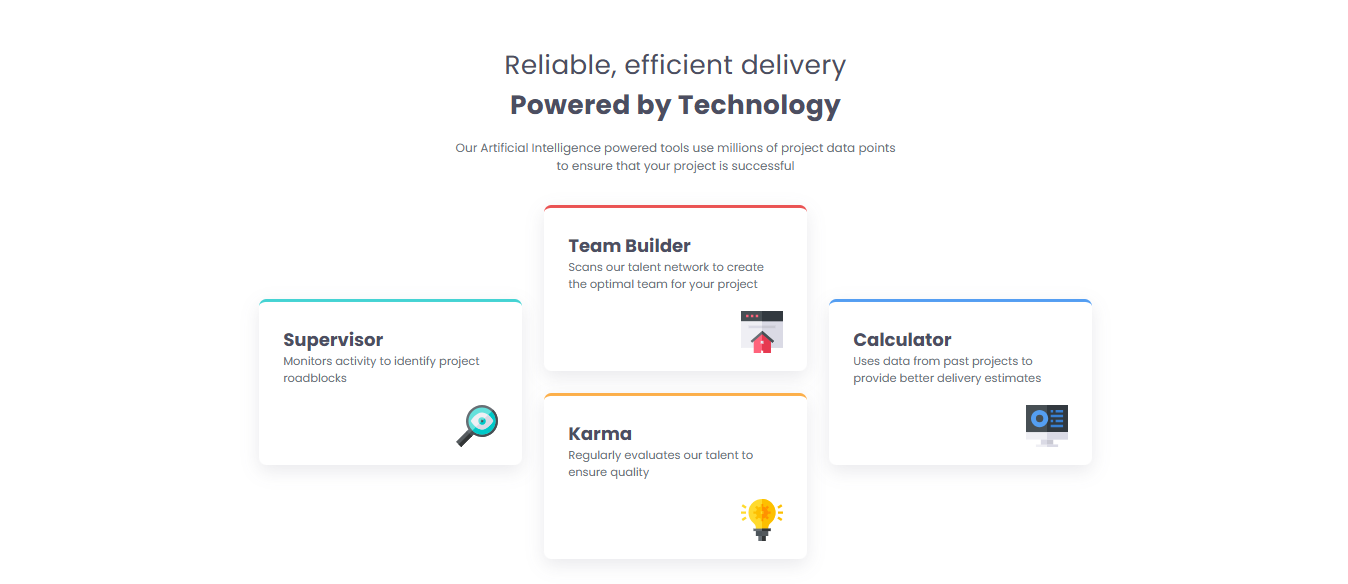 Reliable, efficient delivery
Powered by Technology
Our Artificial Intelligence powered tools use millions of project data points
to ensure that your project is successful
Supervisor
Monitors activity to identify project
roadblocks
Team Builder
Scans our talent network to create
the optimal team for your project
Karma
Regularly evaluates our talent to
ensure quality
Calculator
Uses data from past projects to
provide better delivery estimates